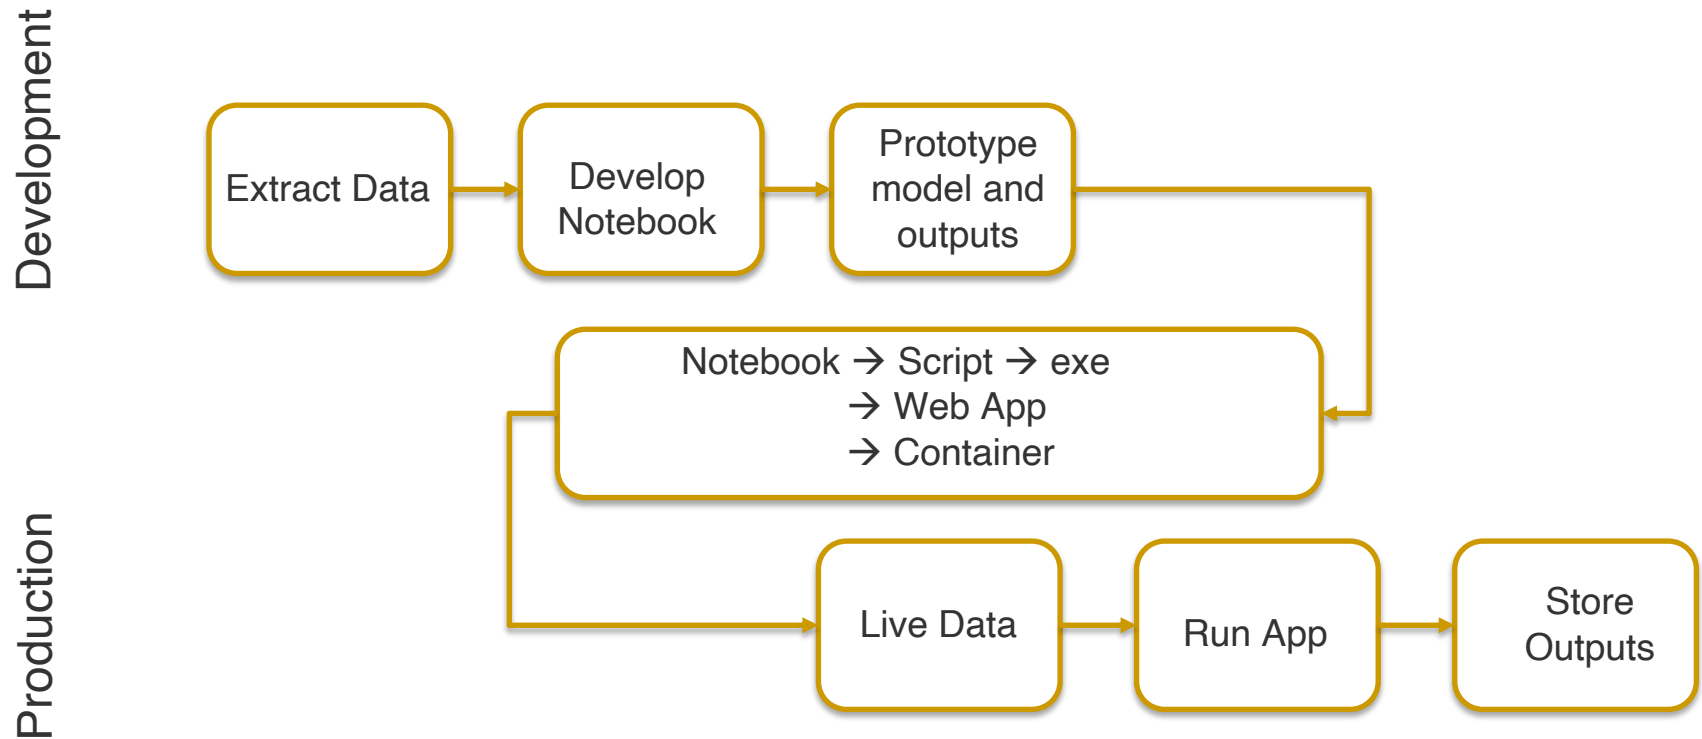 Development
Extract Data
Develop
Notebook
Prototype
model and
outputs
Notebook → Script → exe
→ Web App
→ Container
Production
Live Data
Run App
Store
Outputs